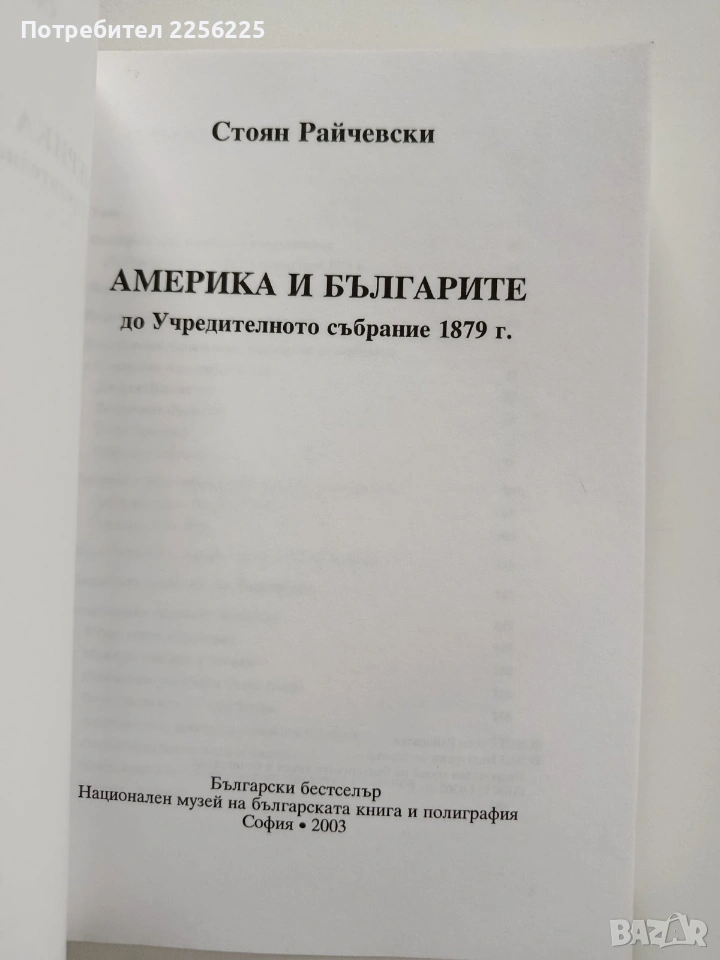 Потребител 2256225
Стоян Райчевски
АМЕРИКА И БЪЛГАРИТЕ
до Учредителното събрание 1879 г.
Български бестселър
Национален музей на българската книга и полиграфия
София • 2003
BAZAR